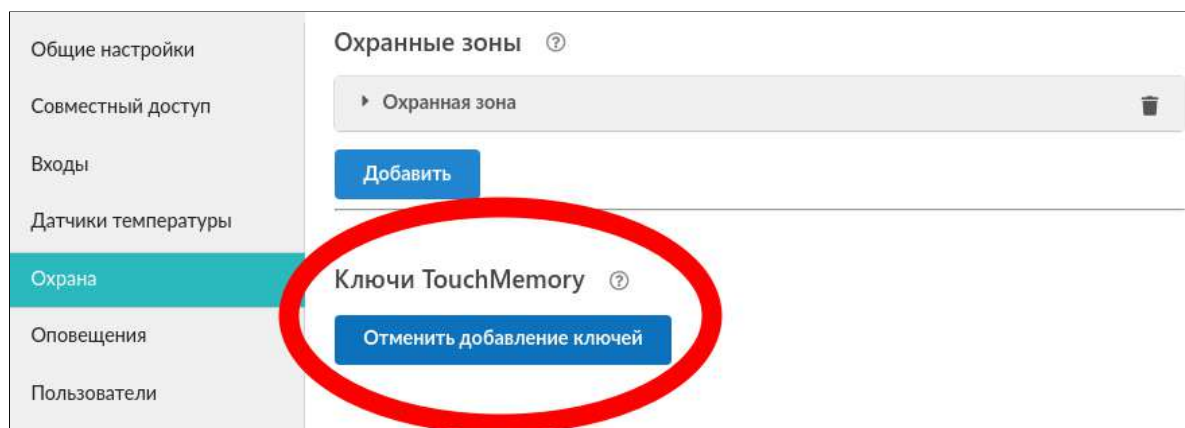 Общие настройки
Совместный доступ
Входы
Датчики температуры
Охрана
Оповещения
Пользователи
Охранные зоны ?
Охранная зона
Добавить
Ключи TouchMemory ?
Отменить добавление ключей